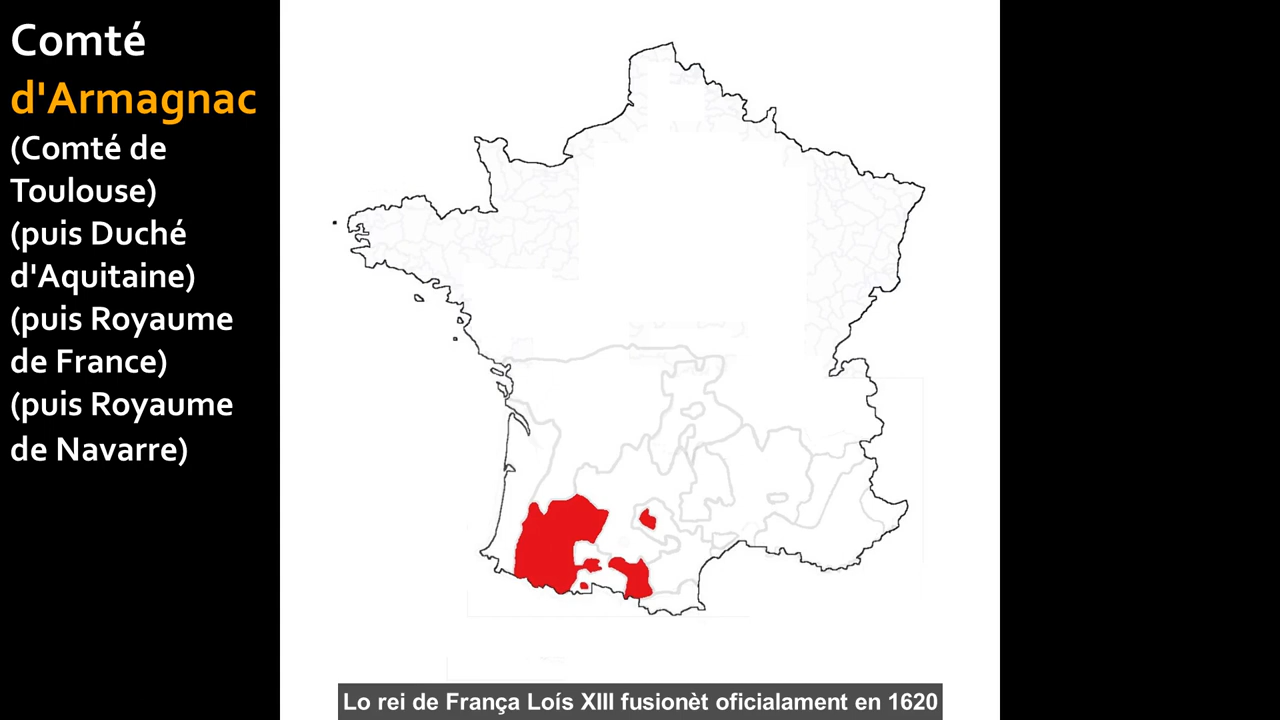 Comté
d'Armagnac
(Comté de
Toulouse)
(puis Duché
d'Aquitaine)
(puis Royaume
de France)
(puis Royaume
de Navarre)
Lo rei de França Loís XIII fusionèt oficialament en 1620